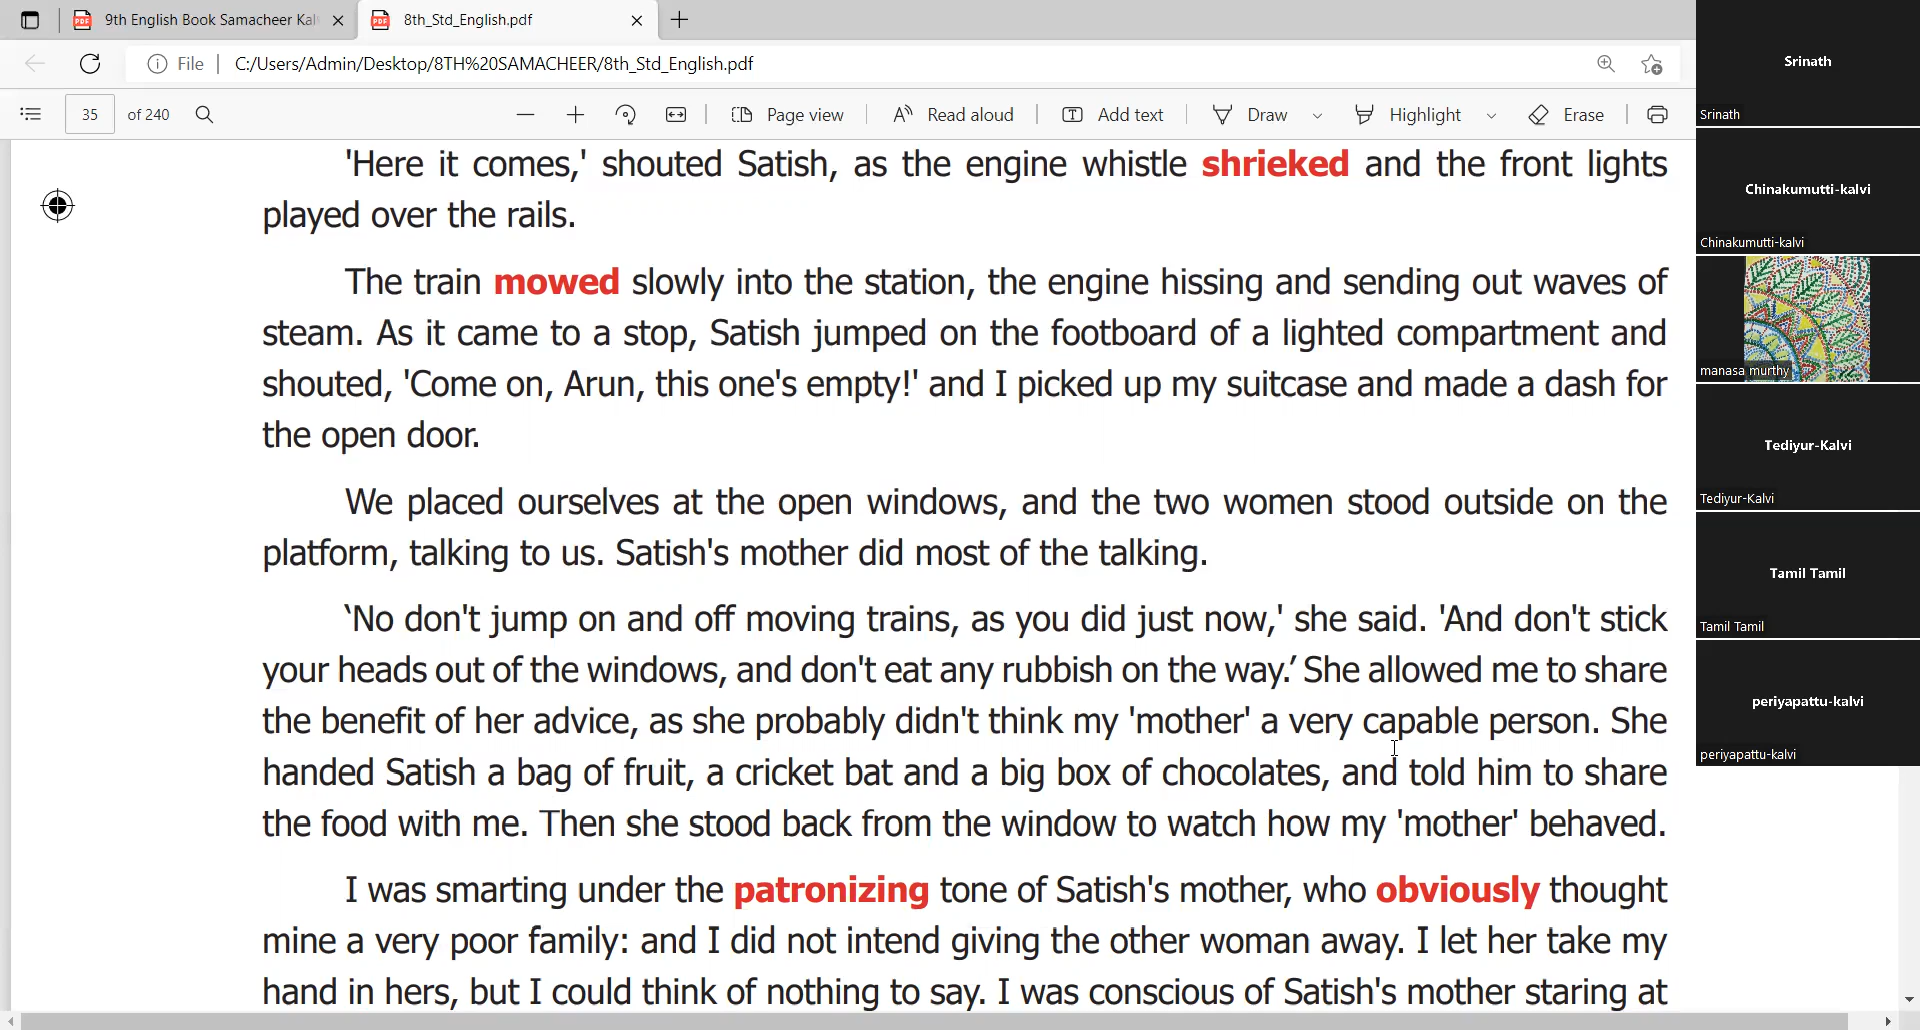 9th English Book Samacheer Kal
8th_Std_English.pdf
File
C:/Users/Admin/Desktop/8TH%20SAMACHEER/8th_Std_English.pdf
35 of 240
Page view
Read aloud
Add text
Draw
Highlight
Erase
'Here it comes,' shouted Satish, as the engine whistle shrieked and the front lights
played over the rails.
The train mowed slowly into the station, the engine hissing and sending out waves of
steam. As it came to a stop, Satish jumped on the footboard of a lighted compartment and
shouted, 'Come on, Arun, this one's empty!' and I picked up my suitcase and made a dash for
the open door.
We placed ourselves at the open windows, and the two women stood outside on the
platform, talking to us. Satish's mother did most of the talking.
‘No don't jump on and off moving trains, as you did just now,' she said. 'And don't stick
your heads out of the windows, and don't eat any rubbish on the way.’ She allowed me to share
the benefit of her advice, as she probably didn't think my 'mother' a very capable person. She
handed Satish a bag of fruit, a cricket bat and a big box of chocolates, and told him to share
the food with me. Then she stood back from the window to watch how my 'mother' behaved.
I was smarting under the patronizing tone of Satish's mother, who obviously thought
mine a very poor family: and I did not intend giving the other woman away. I let her take my
hand in hers, but I could think of nothing to say. I was conscious of Satish's mother staring at
Srinath
Srinath
Chinakumutti-kalvi
Chinakumutti-kalvi
manasa murthy
Tediyur-Kalvi
Tediyur-Kalvi
Tamil Tamil
Tamil Tamil
periyapattu-kalvi
periyapattu-kalvi